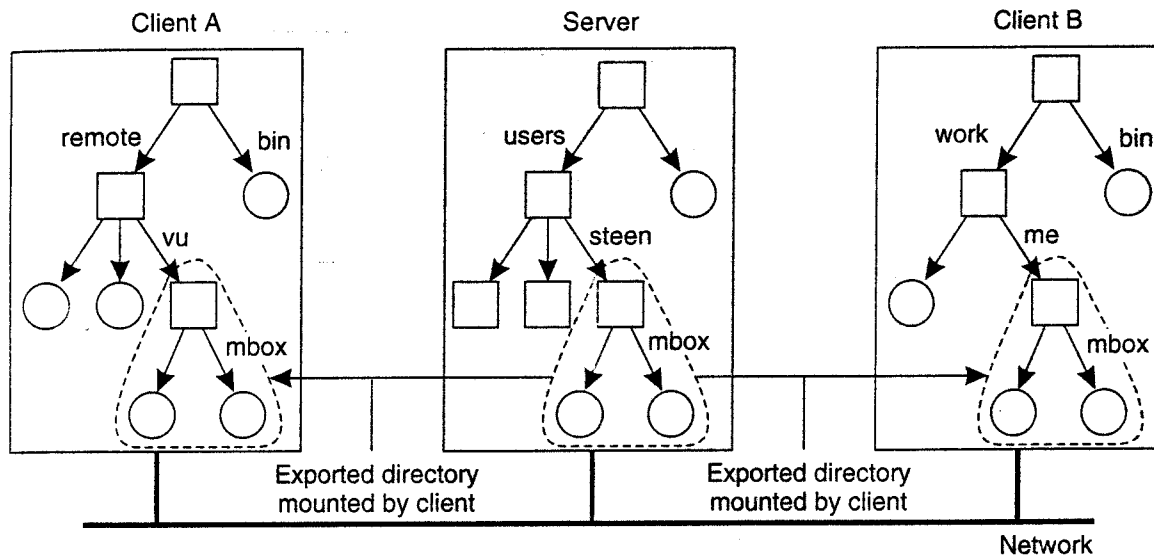 Client A
Server
Client B
remote
bin
users
work
bin
vu
steen
me
mbox
mbox
mbox
Exported directory
mounted by client
Exported directory
mounted by client
Network